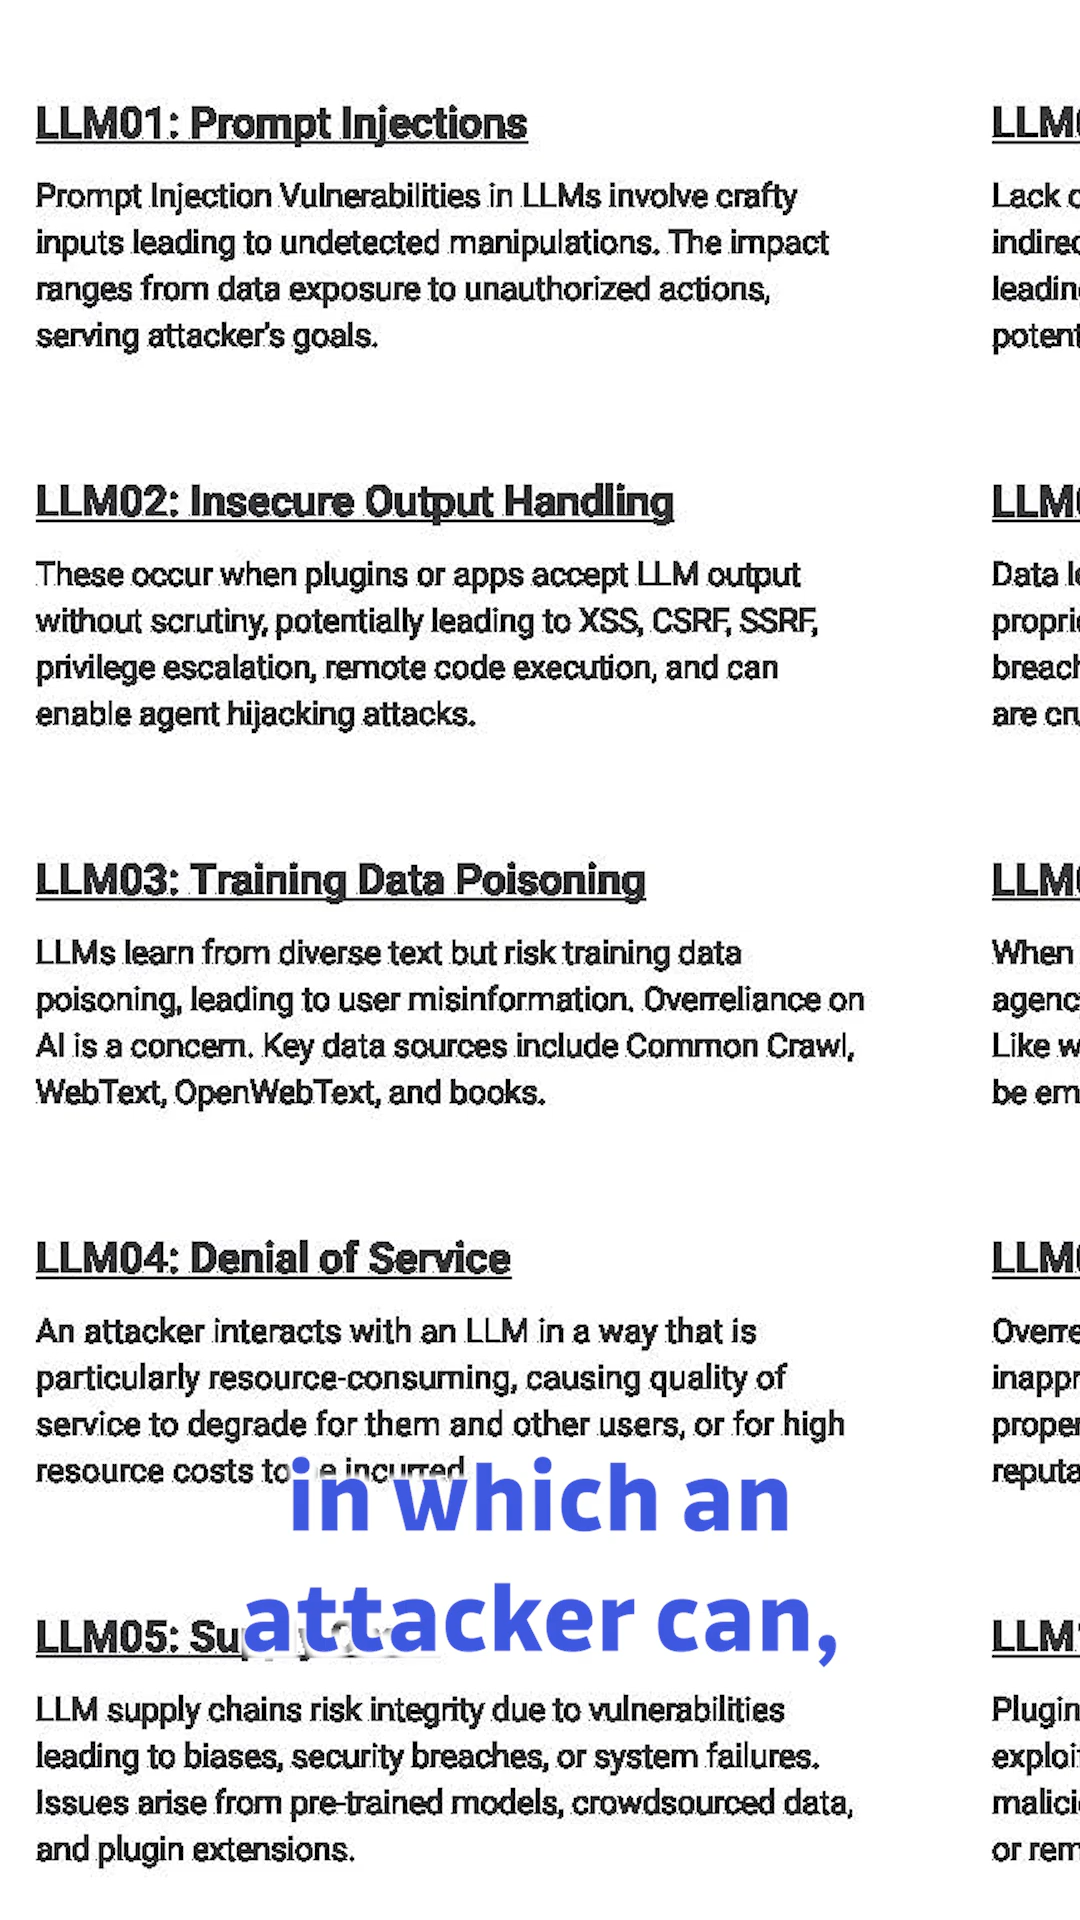 LLM01: Prompt Injections
Prompt Injection Vulnerabilities in LLMs involve crafty
inputs leading to undetected manipulations. The impact
ranges from data exposure to unauthorized actions,
serving attacker's goals.
LLM02: Insecure Output Handling
These occur when plugins or apps accept LLM output
without scrutiny, potentially leading to XSS, CSRF, SSRF,
privilege escalation, remote code execution, and can
enable agent hijacking attacks.
LLM03: Training Data Poisoning
LLMs learn from diverse text but risk training data
poisoning, leading to user misinformation. Overreliance on
AI is a concern. Key data sources include Common Crawl,
WebText, OpenWebText, and books.
LLM04: Denial of Service
An attacker interacts with an LLM in a way that is
particularly resource-consuming, causing quality of
service to degrade for them and other users, or for high
resource costs to incurred
in which an
attacker can,
LLM05:
LLM supply chains risk integrity due to vulnerabilities
leading to biases, security breaches, or system failures.
Issues arise from pre-trained models, crowdsourced data,
and plugin extensions.
Lack
When
Data
Like